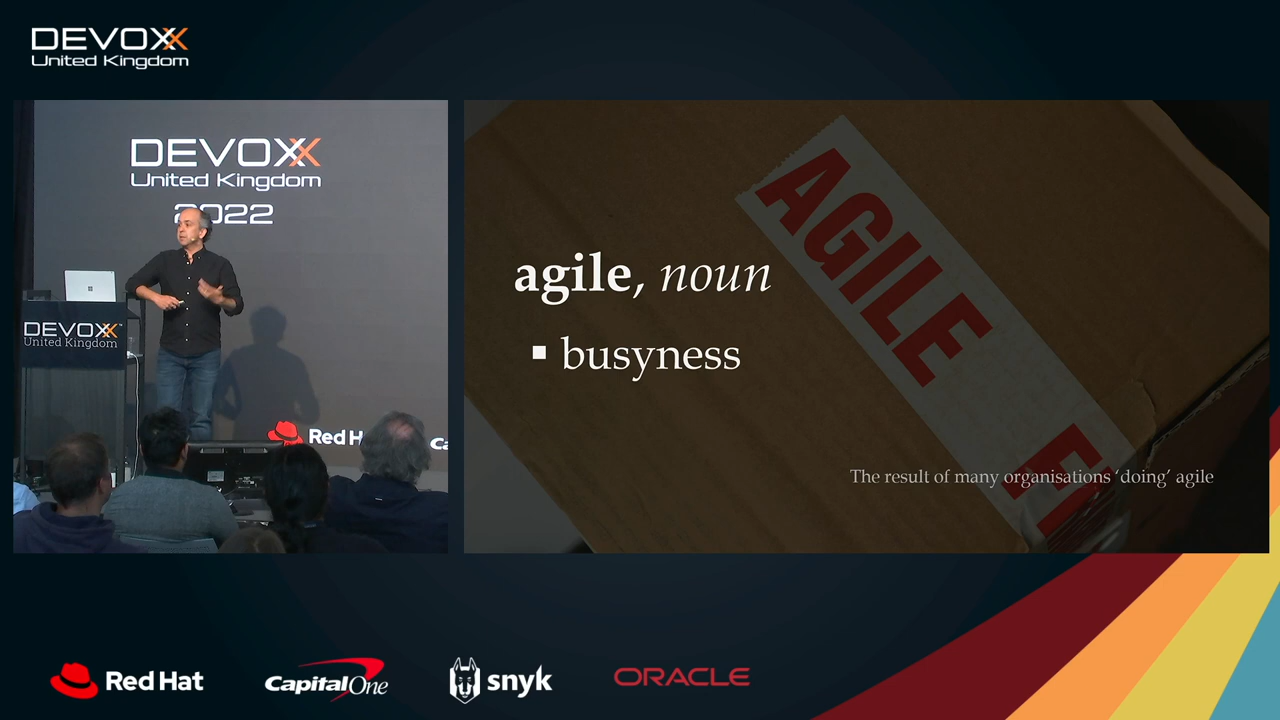 DEVOXX
United Kingdom
DEVOXX
United Kingdom
2022
DEVOXX
United Kingdom
Red H
Ca
AGILE
agile, noun
▪ busyness
The result of many organisations ‘doing’ agile
Red Hat
CapitalOne
snyk
ORACLE